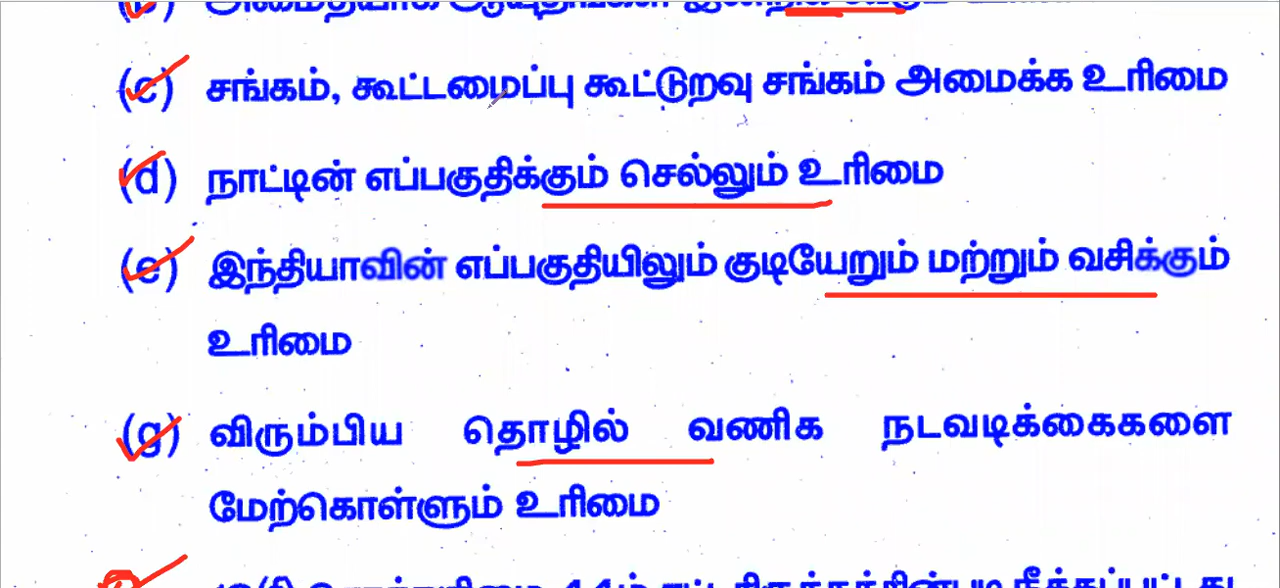 (c) சங்கம், கூட்டமைப்பு கூட்டுறவு சங்கம் அமைக்க உரிமை
(d) நாட்டின் எப்பகுதிக்கும் செல்லும் உரிமை
(e) இந்தியாவின் எப்பகுதியிலும் குடியேறும் மற்றும் வசிக்கும்
உரிமை
(g) விரும்பிய தொழில் வணிக நடவடிக்கைகளை
மேற்கொள்ளும் உரிமை